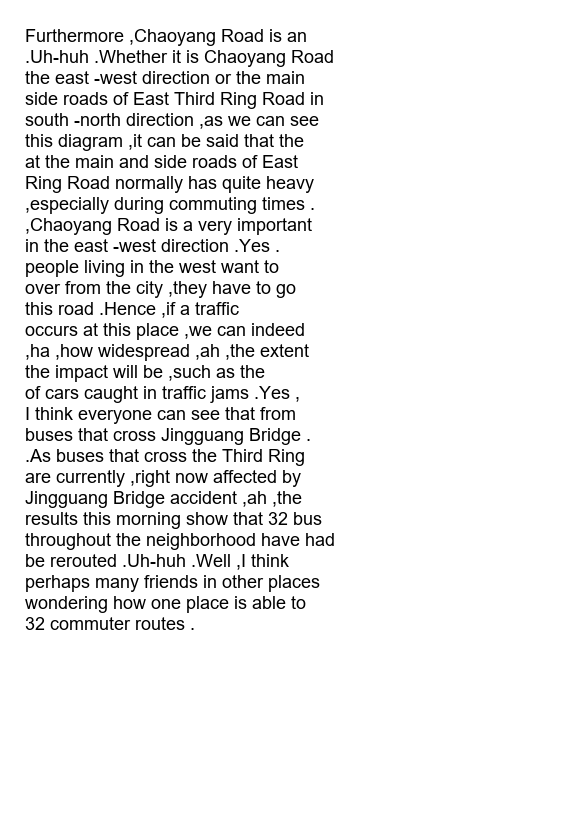 Furthermore ,Chaoyang Road is an
.Uh-huh .Whether it is Chaoyang Road
the east -west direction or the main
side roads of East Third Ring Road in
south -north direction ,as we can see
this diagram ,it can be said that the
at the main and side roads of East
Ring Road normally has quite heavy
,especially during commuting times .
,Chaoyang Road is a very important
in the east -west direction .Yes .
people living in the west want to
over from the city ,they have to go
this road .Hence ,if a traffic
occurs at this place ,we can indeed
,ha ,how widespread ,ah ,the extent
the impact will be ,such as the
of cars caught in traffic jams .Yes ,
I think everyone can see that from
buses that cross Jingguang Bridge .
.As buses that cross the Third Ring
are currently ,right now affected by
Jingguang Bridge accident ,ah ,the
results this morning show that 32 bus
throughout the neighborhood have had
be rerouted .Uh-huh .Well ,I think
perhaps many friends in other places
wondering how one place is able to
32 commuter routes .